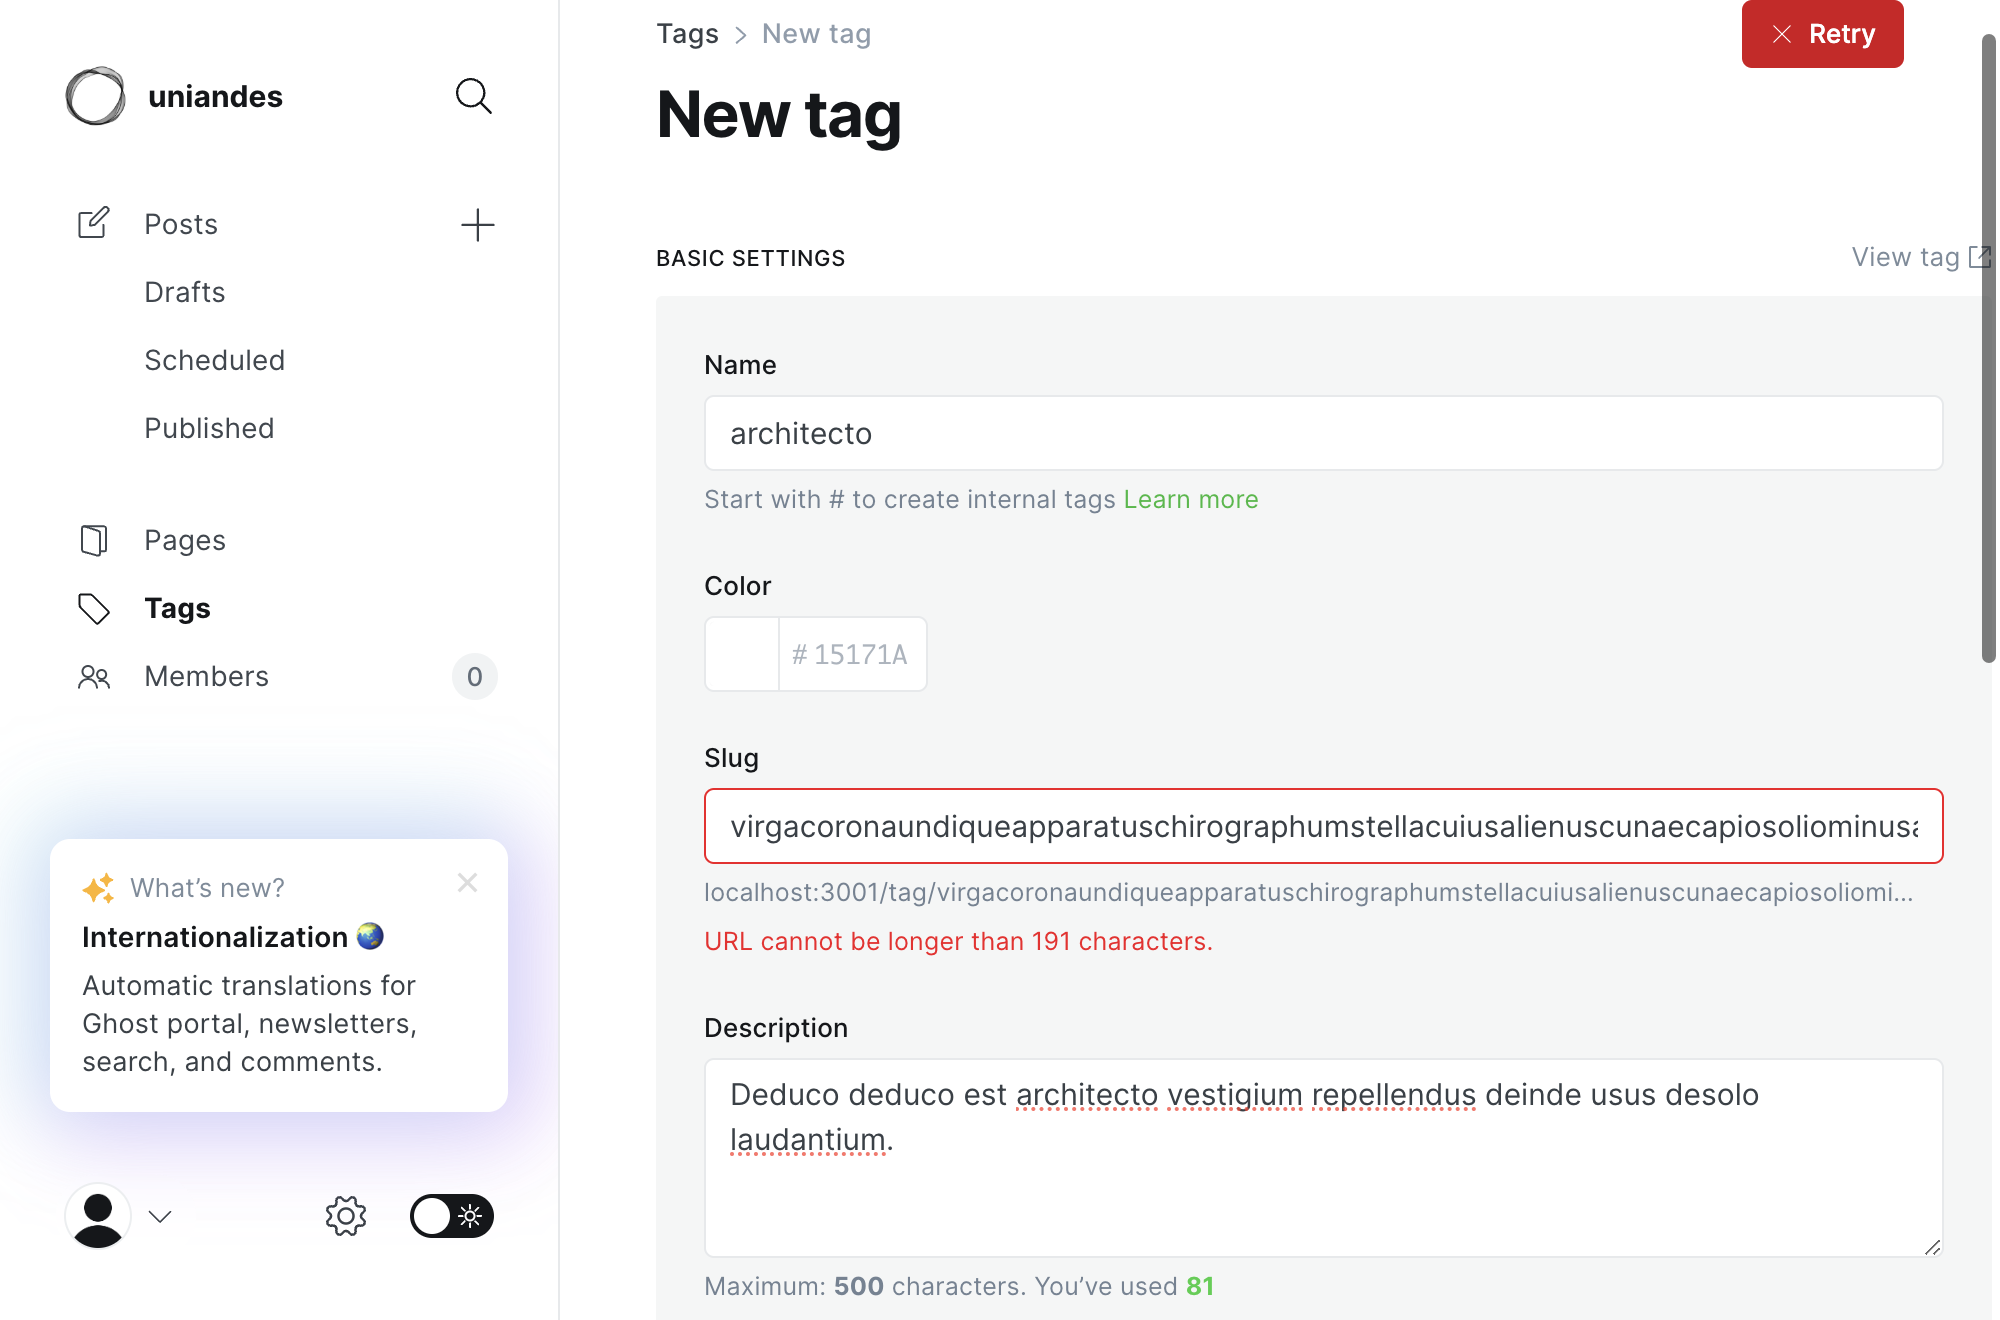 uniandes
Posts
Drafts
Scheduled
Published
Pages
Tags
Members
0
What’s new?
Internationalization
Automatic translations for
Ghost portal, newsletters,
search, and comments.
Tags > New tag
Retry
New tag
BASIC SETTINGS
View tag
Name
architecto
Start with # to create internal tags Learn more
Color
# 15171A
Slug
virgacoronaundiqueapparatuschirographumstellacuiusalienuscunaecapiosoliominusa
localhost:3001/tag/virgacoronaundiqueapparatuschirographumstellacuiusalienuscunaecapiosoliomi...
URL cannot be longer than 191 characters.
Description
Deduco deduco est architecto vestigium repellendus deinde usus desolo
laudantium.
Maximum: 500 characters. You’ve used 81